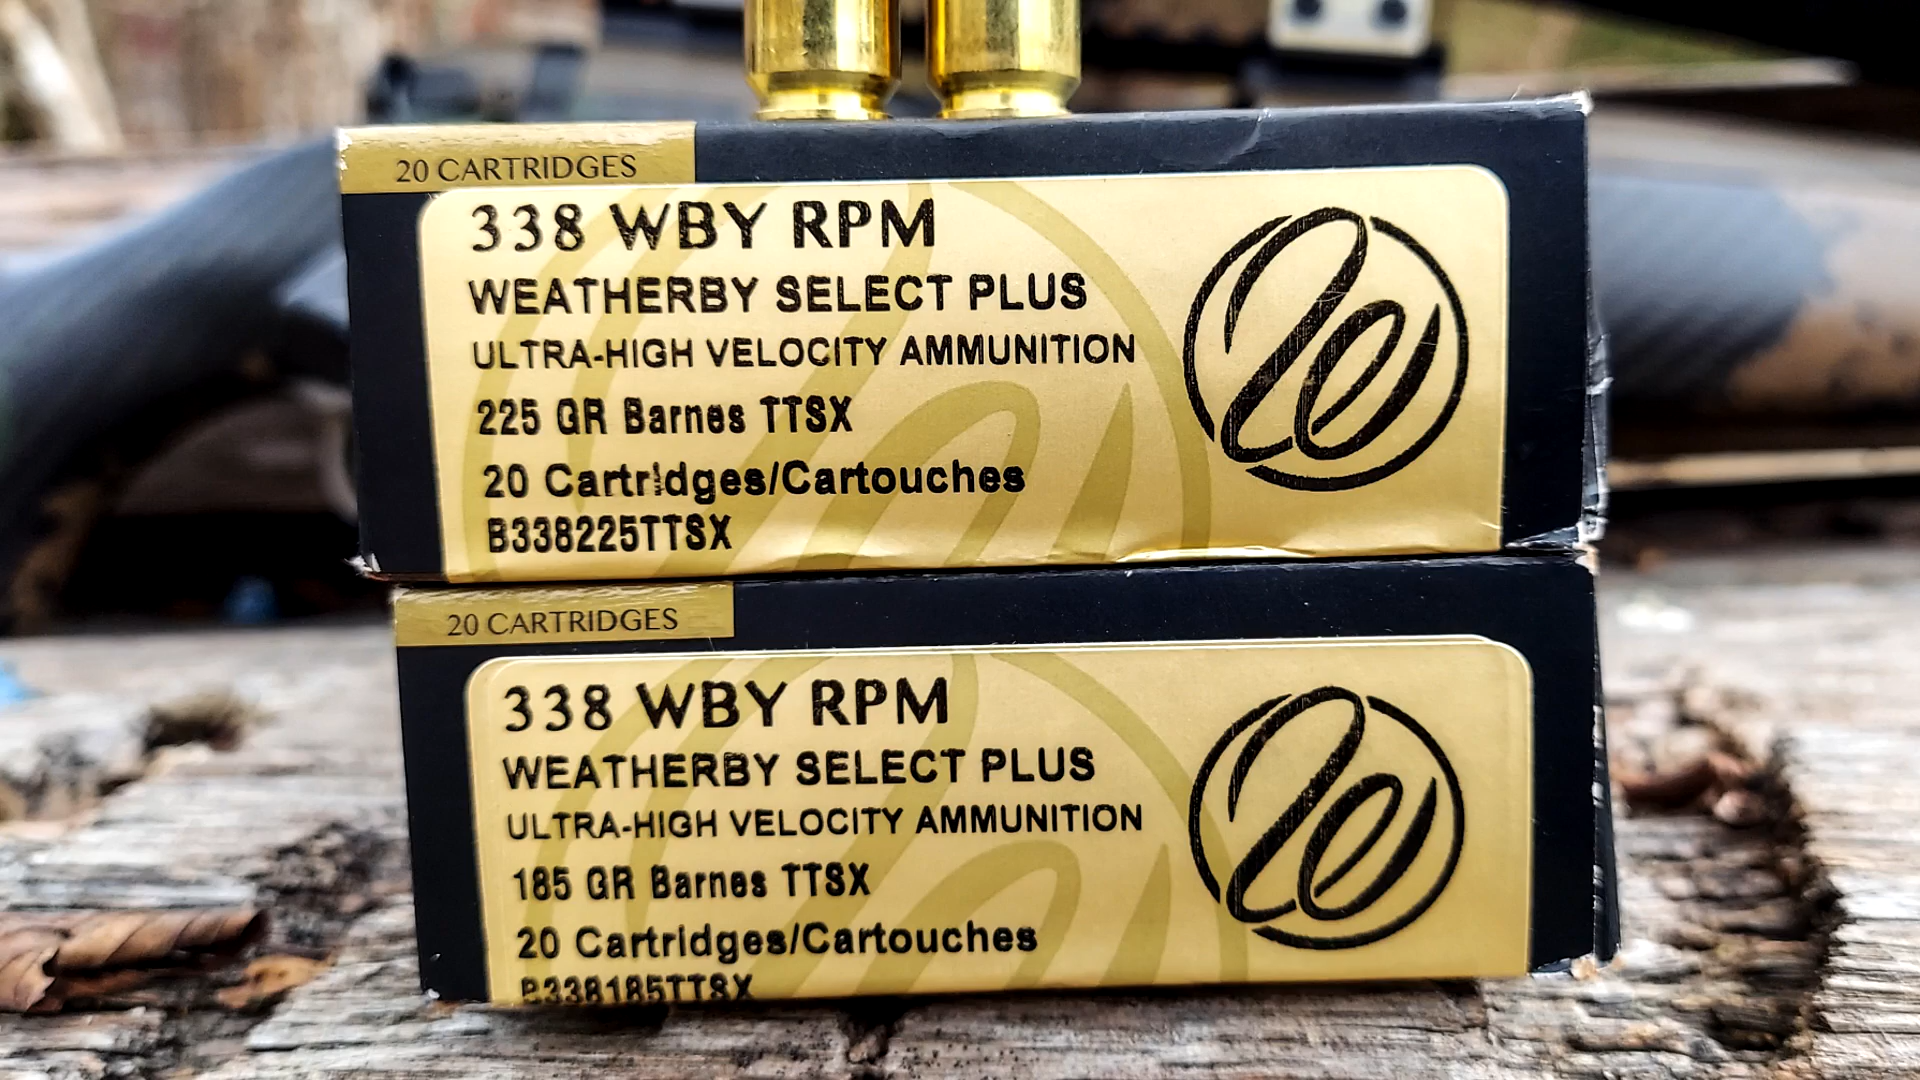 20 CARTRIDGES
338 WBY RPM
WEATHERBY SELECT PLUS
ULTRA-HIGH VELOCITY AMMUNITION
225 GR Barnes TTSX
20 Cartridges/Cartouches
B338225TTSX
20 CARTRIDGES
338 WBY RPM
WEATHERBY SELECT PLUS
ULTRA-HIGH VELOCITY AMMUNITION
185 GR Barnes TTSX
20 Cartridges/Cartouches
B338185TTSX